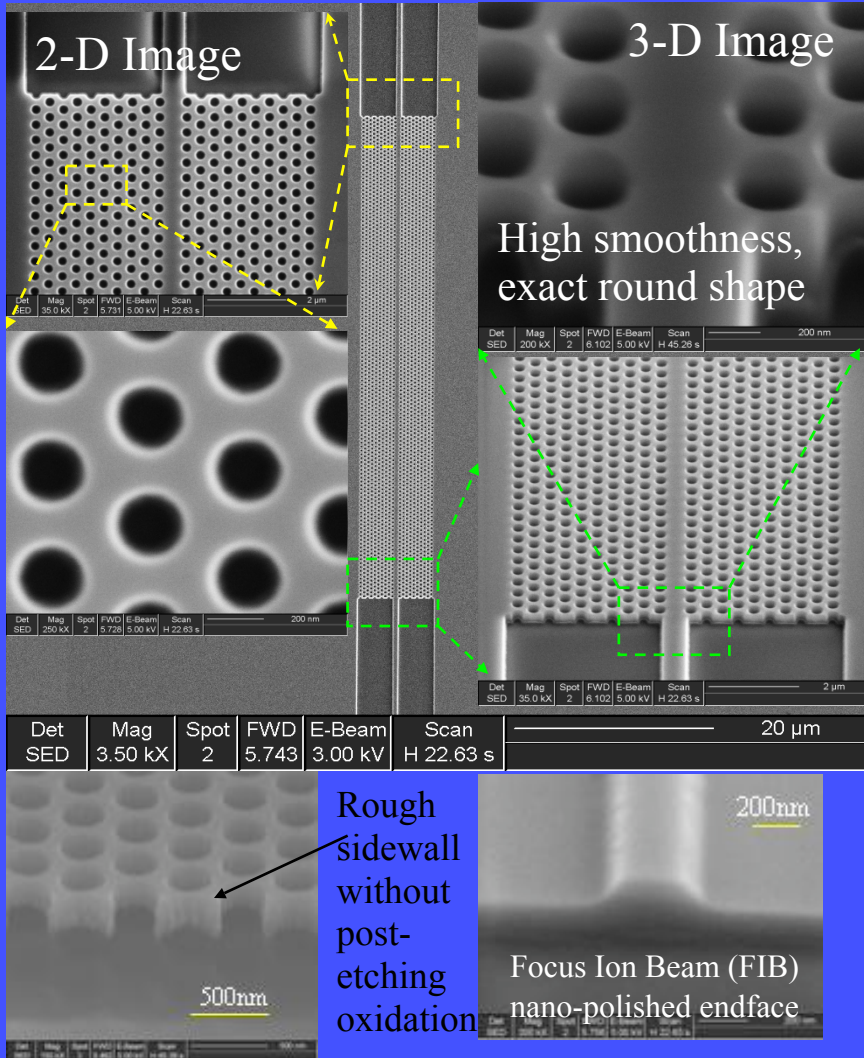 2-D Image
Det Mag Spot FWD E-Beam Scan
SED 35.0 kX 2 5.731 5.00 kV H 22.63 s 2 µm
Det Mag Spot FWD E-Beam Scan
SED 250 kX 2 5.728 5.00 kV H 22.63 s 200 nm
3-D Image
High smoothness,
exact round shape
Det Mag Spot FWD E-Beam Scan
SED 200 kX 2 6.102 5.00 kV H 45.26 s 200 nm
Det Mag Spot FWD E-Beam Scan
SED 35.0 kX 2 6.102 5.00 kV H 22.63 s 2 µm
Det Mag Spot FWD E-Beam Scan
SED 3.50 kX 2 5.743 3.00 kV H 22.63 s 20 µm
500nm
Rough
sidewall
without
post-
etching
oxidation
200nm
Focus Ion Beam (FIB)
nano-polished endface